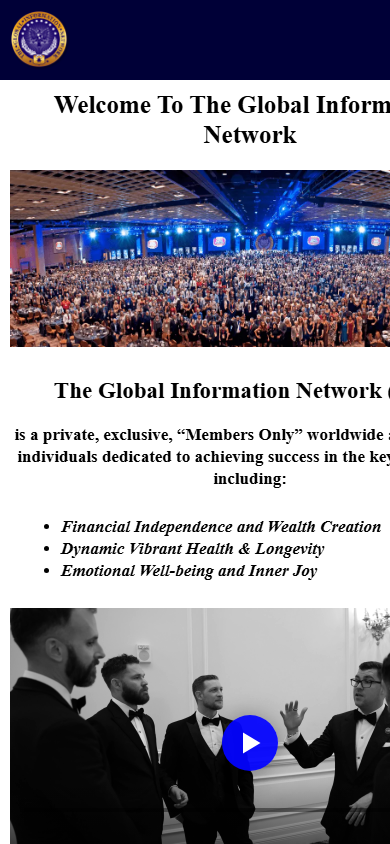 Welcome To The Global Inform
Network
The Global Information Network
is a private, exclusive, “Members Only” worldwide
individuals dedicated to achieving success in the key
including:
• Financial Independence and Wealth Creation
• Dynamic Vibrant Health & Longevity
• Emotional Well-being and Inner Joy